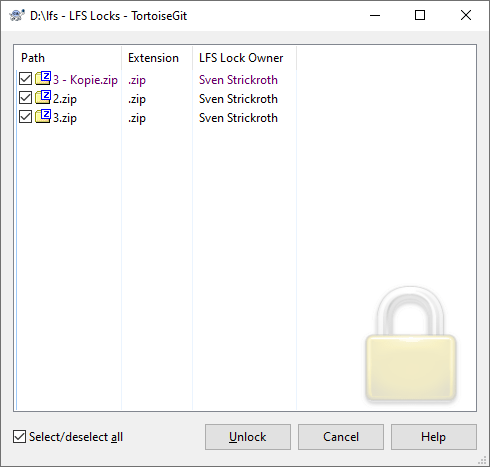 D:\lfs - LFS Locks - TortoiseGit
Path Extension LFS Lock Owner
3 - Kopie.zip .zip Sven Strickroth
2.zip .zip Sven Strickroth
3.zip .zip Sven Strickroth
Select/deselect all Unlock Cancel Help